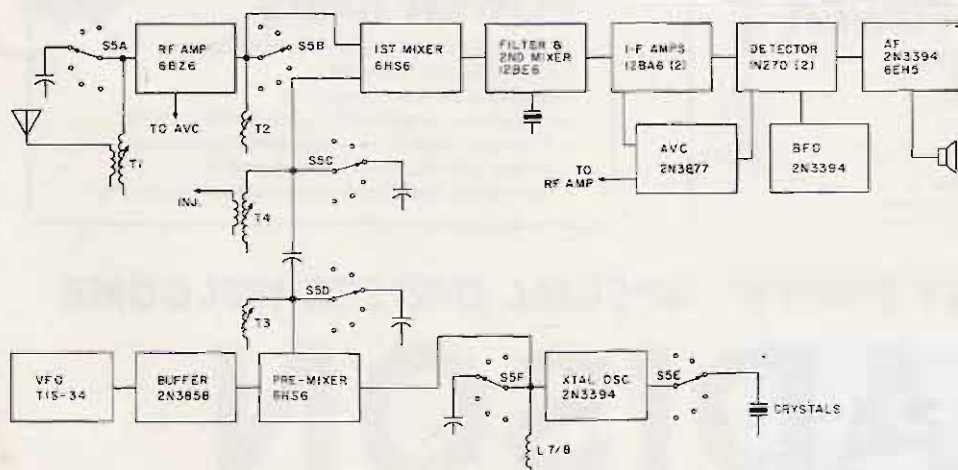 S5A
RF AMP
6BZ6
S5B
1ST MIXER
6HS6
FILTER &
2ND MIXER
12BE6
I-F AMPS
12BA6 (2)
DETECTOR
IN270 (2)
AF
2N3394
6EH5
TO AVC
T1
T2
AVC
2N3877
BFO
2N3394
TO
RF AMP
S5C
INJ.
T4
S5D
T3
VFO
TIS-34
BUFFER
2N3858
PRE-MIXER
6HS6
S5F
XTAL OSC
2N3394
S5E
CRYSTALS
L7/8